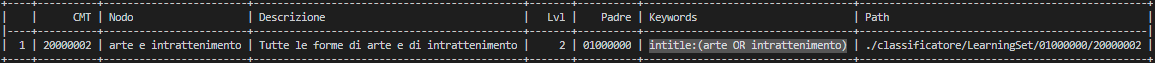 CMT | Nodo | Descrizione | Lvl | Padre | Keywords | Path
1 | 20000002 | arte e intrattenimento | Tutte le forme di arte e di intrattenimento | 2 | 01000000 | intitle:(arte OR intrattenimento) | ./classificatore/LearningSet/01000000/20000002 |